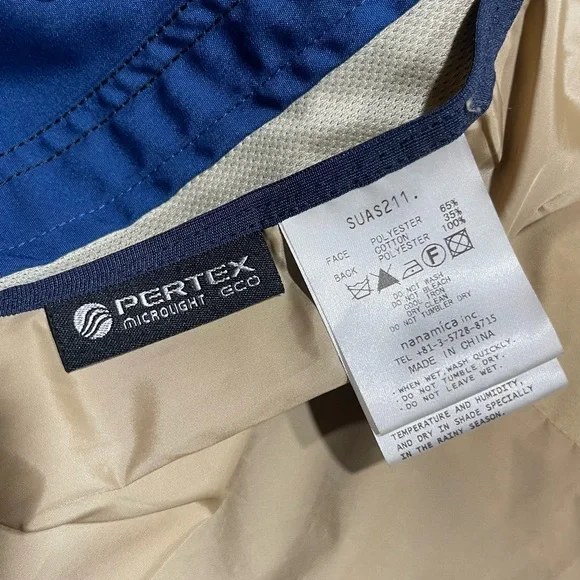 PERTEX
MICROLIGHT ECO
SUAS211.
FACE POLYESTER 65%
COTTON 35%
BACK POLYESTER 100%
F
DO NOT WASH
DO NOT BLEACH
COOL IRON
DRY CLEAN
DO NOT TUMBLER DRY
nanamica inc.
TEL +81-3-5728-8715
MADE IN CHINA
WHEN WET,WASH QUICKLY.
DO NOT TUMBLE DRY.
DO NOT LEAVE WET.
TEMPERATURE AND HUMIDITY,
AND DRY IN SHADE SPECIALLY
IN THE RAINY SEASON.